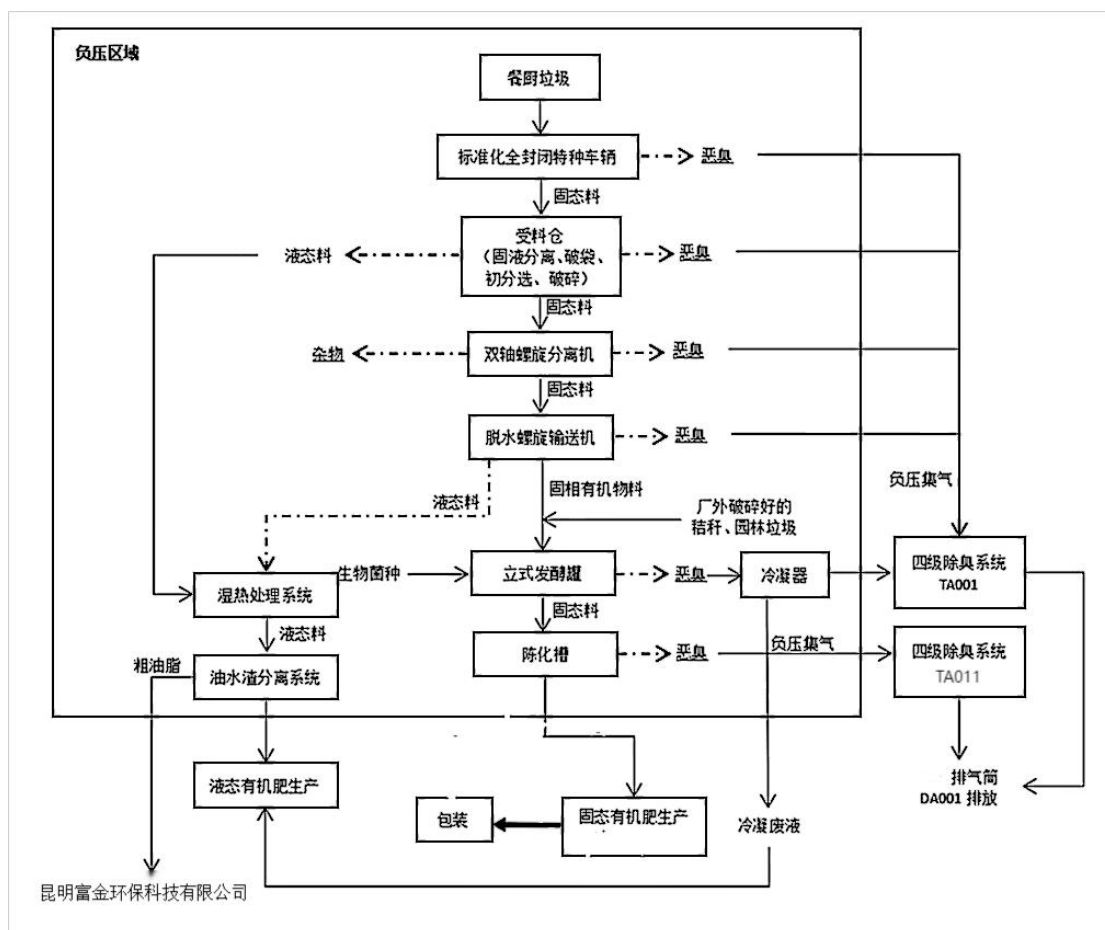 负压区域
餐厨垃圾
标准化全封闭特种车辆
恶臭
固态料
受料仓
（固液分离、破袋、
初分选、破碎）
液态料
恶臭
固态料
双轴螺旋分离机
杂物
恶臭
固态料
脱水螺旋输送机
恶臭
液态料
固相有机物料
厂外破碎好的
秸秆、园林垃圾
负压集气
生物菌种
立式发酵罐
恶臭
冷凝器
四级除臭系统
TA001
湿热处理系统
液态料
固态料
陈化槽
恶臭
负压集气
四级除臭系统
TA011
粗油脂
油水渣分离系统
液态有机肥生产
包装
固态有机肥生产
冷凝废液
排气筒
DA001 排放
昆明富金环保科技有限公司